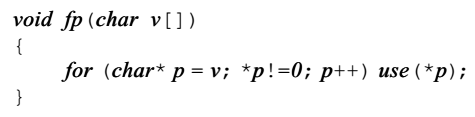 void fp(char v[])
{
for (char* p = v; *p!=0; p++) use(*p);
}